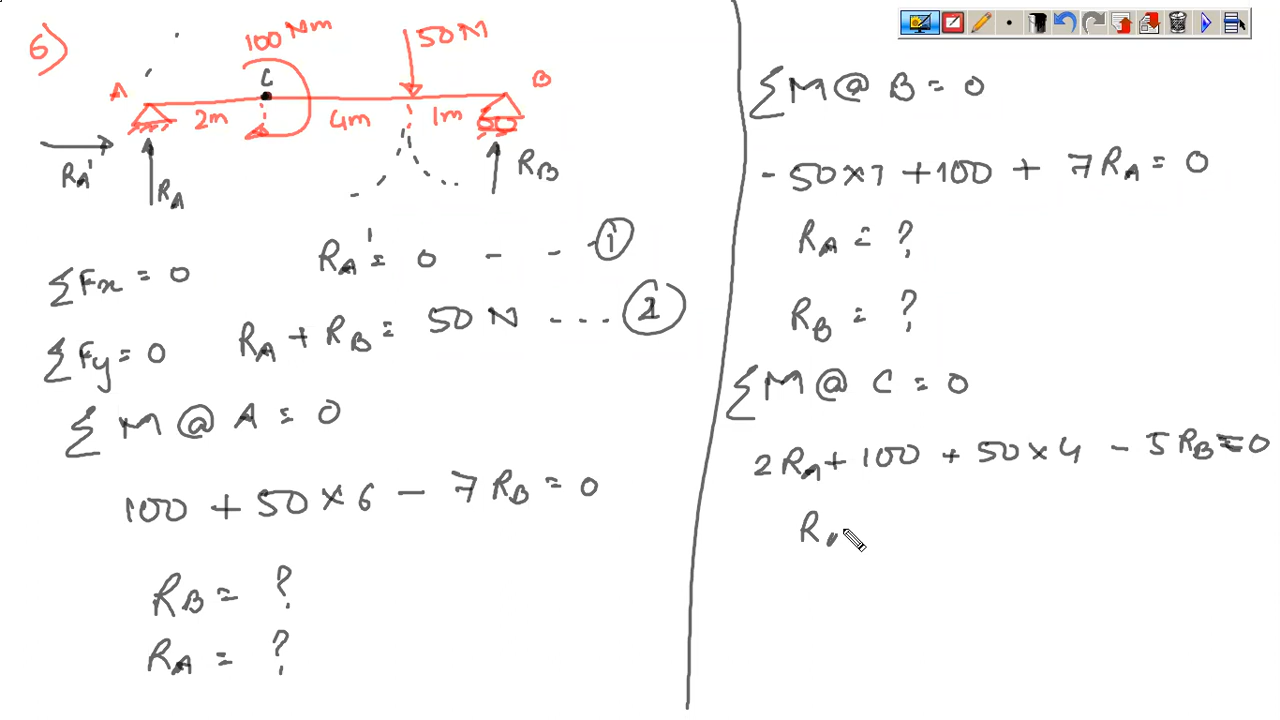 6)
100 Nm
50 N
A
C
B
2m
4m
1m
RA'
RA
RB
ΣFx = 0
RA' = 0 - - - ①
ΣFy = 0
RA + RB = 50 N ... ②
ΣM @ A = 0
100 + 50 × 6 - 7 RB = 0
RB = ?
RA = ?
ΣM @ B = 0
- 50 × 1 + 100 + 7 RA = 0
RA = ?
RB = ?
ΣM @ C = 0
2 RA + 100 + 50 × 4 - 5 RB = 0
R